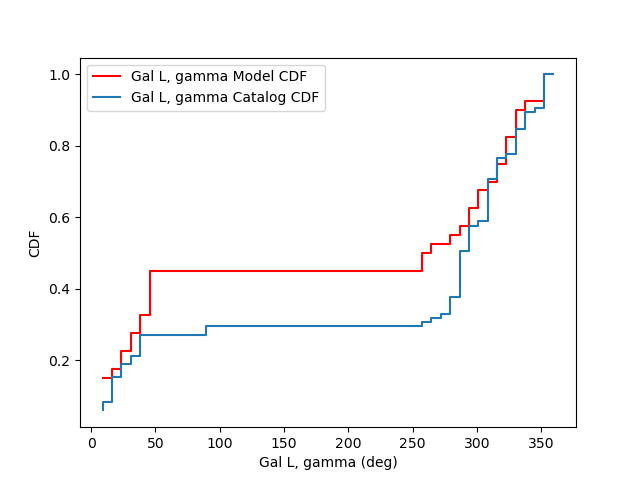 Gal L, gamma Model CDF
Gal L, gamma Catalog CDF
1.0
0.8
0.6
0.4
0.2
CDF
0 50 100 150 200 250 300 350
Gal L, gamma (deg)